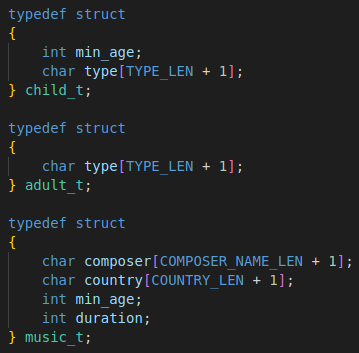 typedef struct
{
    int min_age;
    char type[TYPE_LEN + 1];
} child_t;

typedef struct
{
    char type[TYPE_LEN + 1];
} adult_t;

typedef struct
{
    char composer[COMPOSER_NAME_LEN + 1];
    char country[COUNTRY_LEN + 1];
    int min_age;
    int duration;
} music_t;